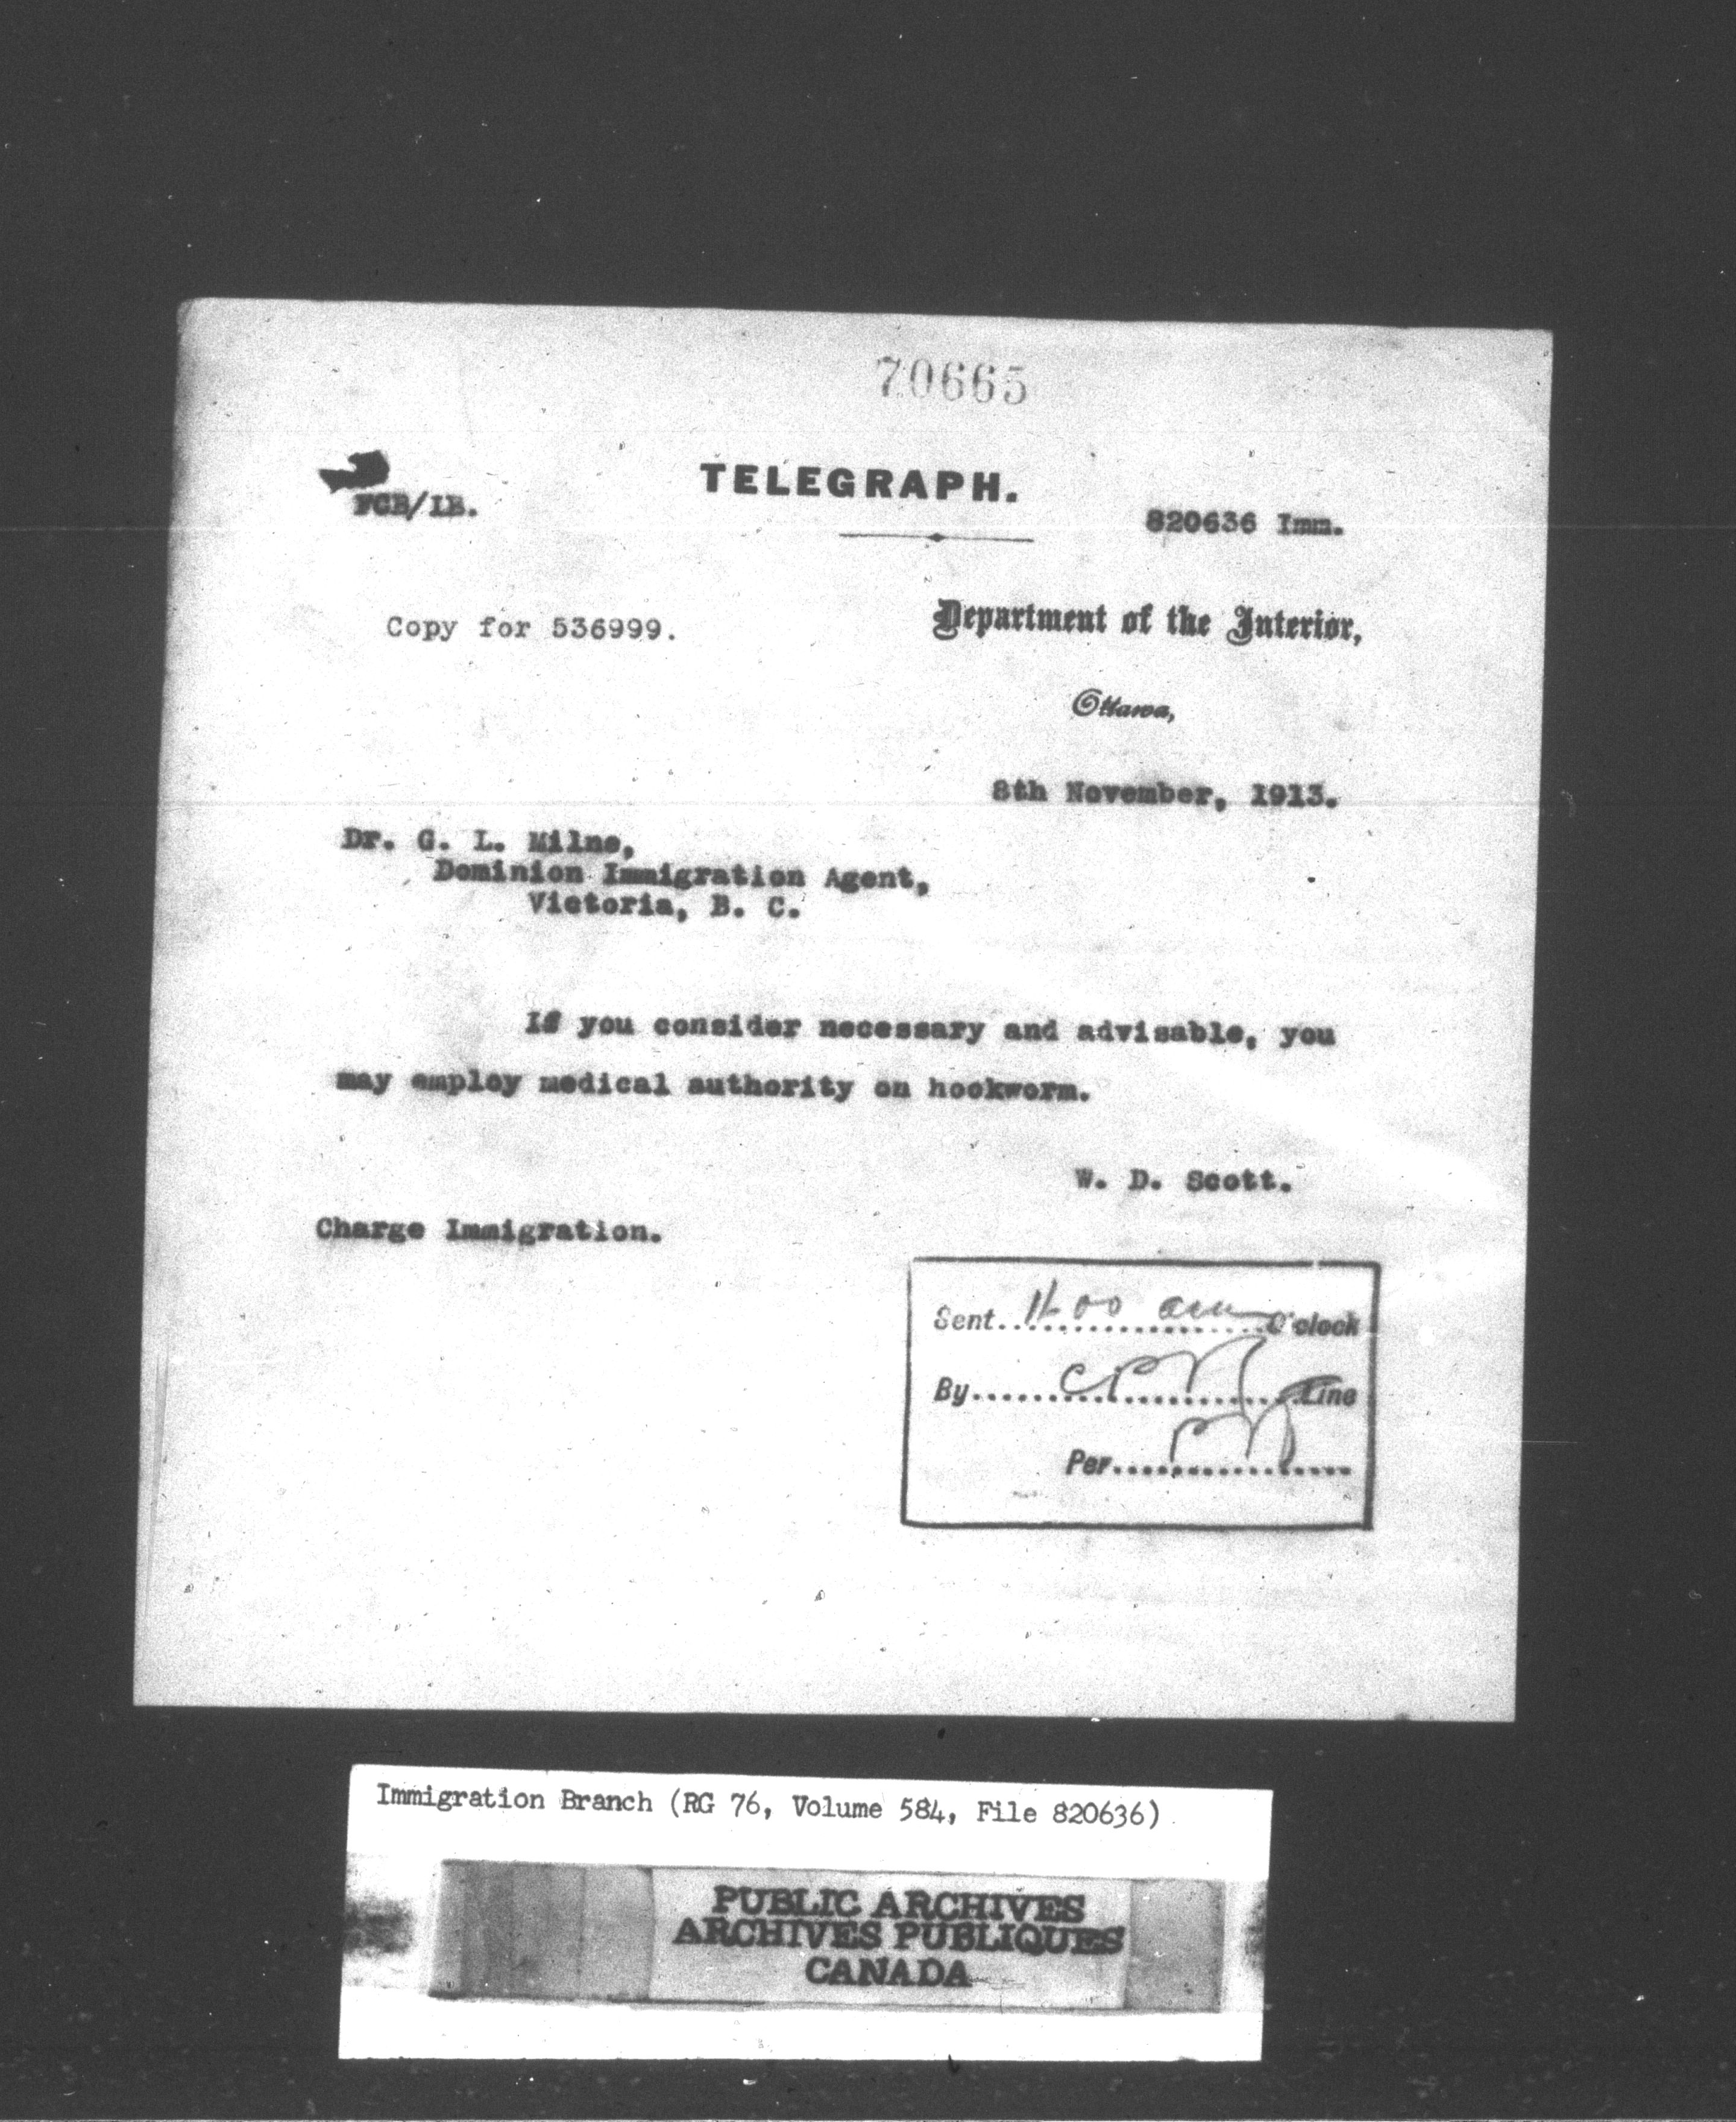 70665
TELEGRAPH.
FCB/LB.
820636 Imm.
Copy for 536999.
Department of the Interior,
Ottawa,
8th November, 1913.
Dr. G. L. Milne,
Dominion Immigration Agent,
Victoria, B. C.
If you consider necessary and advisable, you
may employ medical authority on hookworm.
W. D. Scott.
Charge Immigration.
Sent 00 am O'clock
By CPR Line
Per
Immigration Branch (RG 76, Volume 584, File 820636)
PUBLIC ARCHIVES
ARCHIVES PUBLIQUES
CANADA